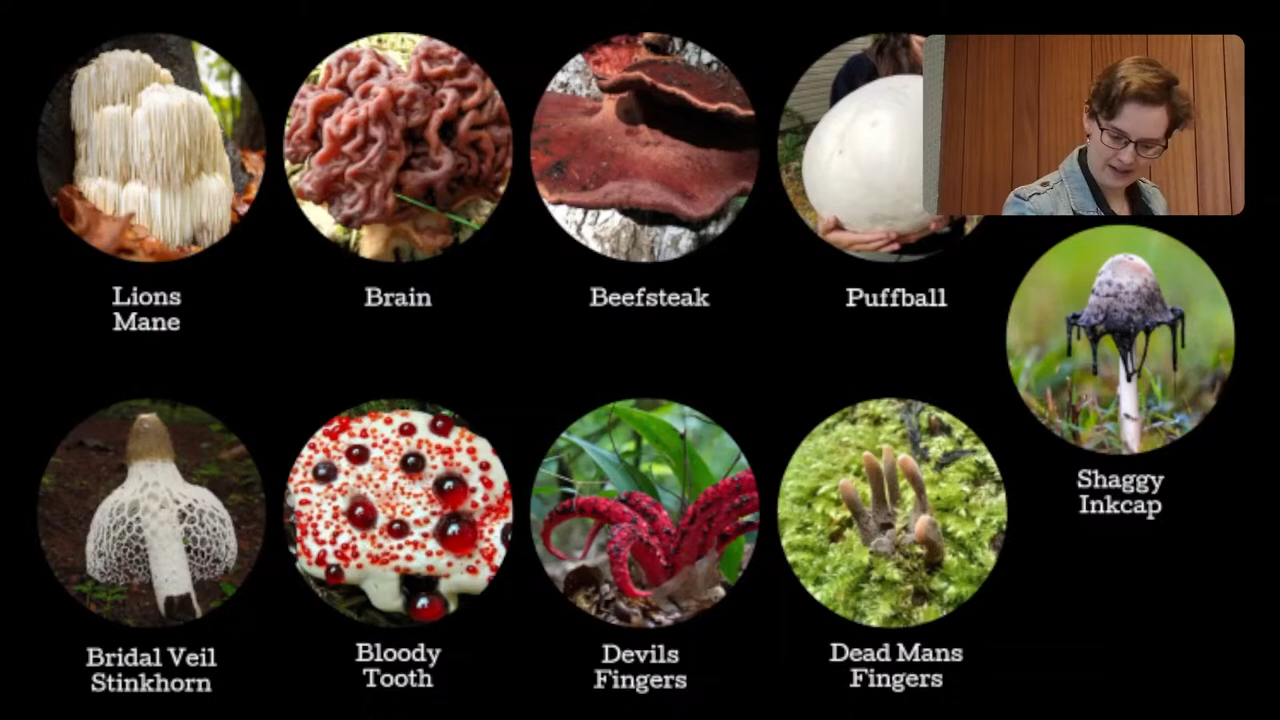 Lions
Mane
Brain
Beefsteak
Puffball
Shaggy
Inkcap
Bridal Veil
Stinkhorn
Bloody
Tooth
Devils
Fingers
Dead Mans
Fingers